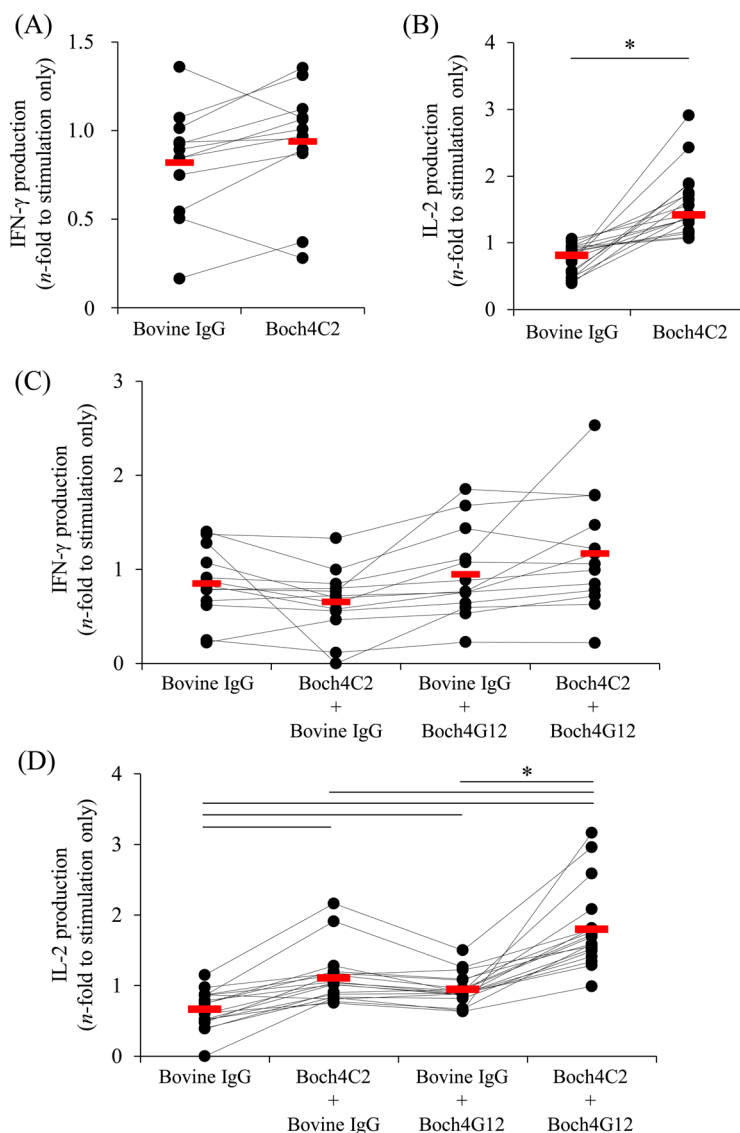 (A)
IFN-γ production
(n-fold to stimulation only)
1.5
1.0
0.5
0
Bovine IgG
Boch4C2
(B)
IL-2 production
(n-fold to stimulation only)
4
3
2
1
0
*
Bovine IgG
Boch4C2
(C)
IFN-γ production
(n-fold to stimulation only)
3
2
1
0
Bovine IgG
Boch4C2
+
Bovine IgG
Bovine IgG
+
Boch4G12
Boch4C2
+
Boch4G12
(D)
IL-2 production
(n-fold to stimulation only)
4
3
2
1
0
*
Bovine IgG
Boch4C2
+
Bovine IgG
Bovine IgG
+
Boch4G12
Boch4C2
+
Boch4G12